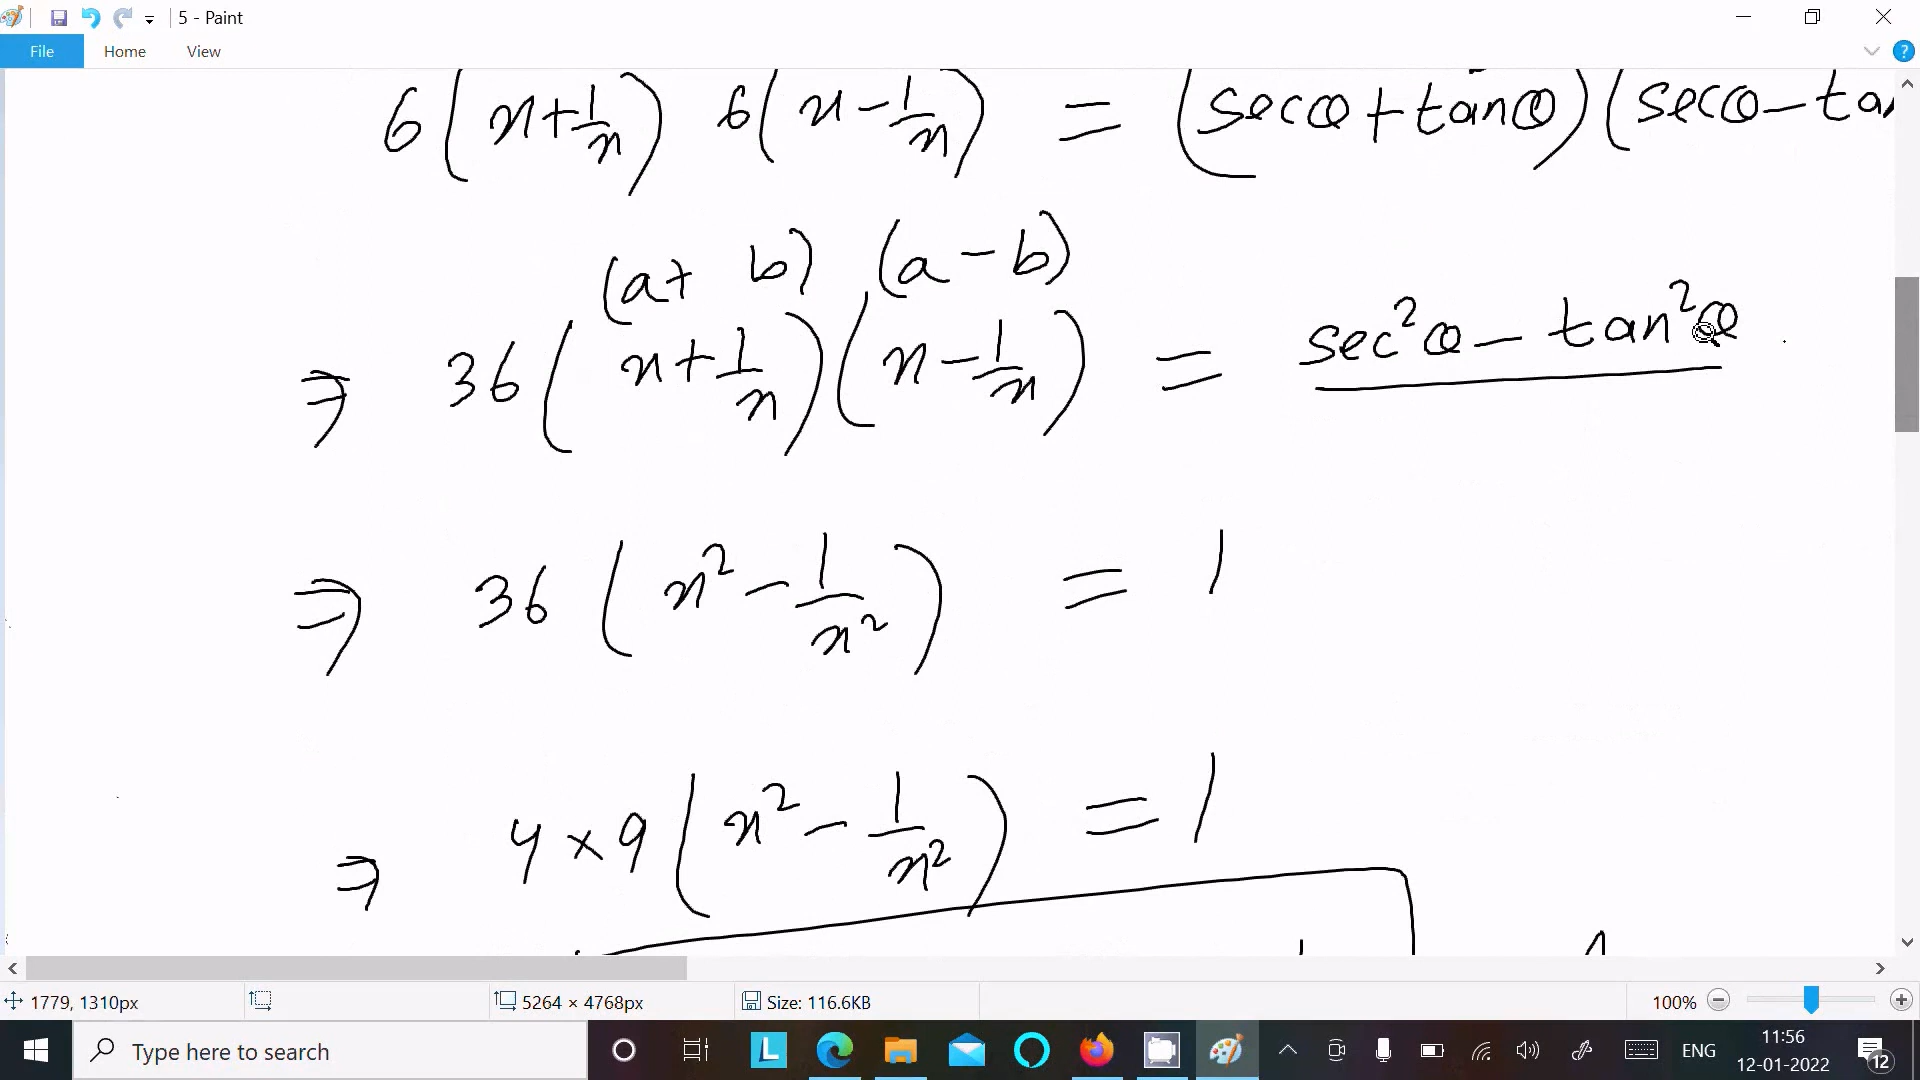 5 - Paint
File Home View
6(x+1/x) 6(x-1/x) = (secθ+tanθ)(secθ-tan
(a+ b) (a-b)
⇒ 36(x+1/x)(x-1/x) = sec²θ - tan²θ
⇒ 36(x²-1/x²) = 1
⇒ 4×9(x²-1/x²) = 1
1779, 1310px 5264 × 4768px Size: 116.6KB 100%
Type here to search L ENG 11:56
12-01-2022 12